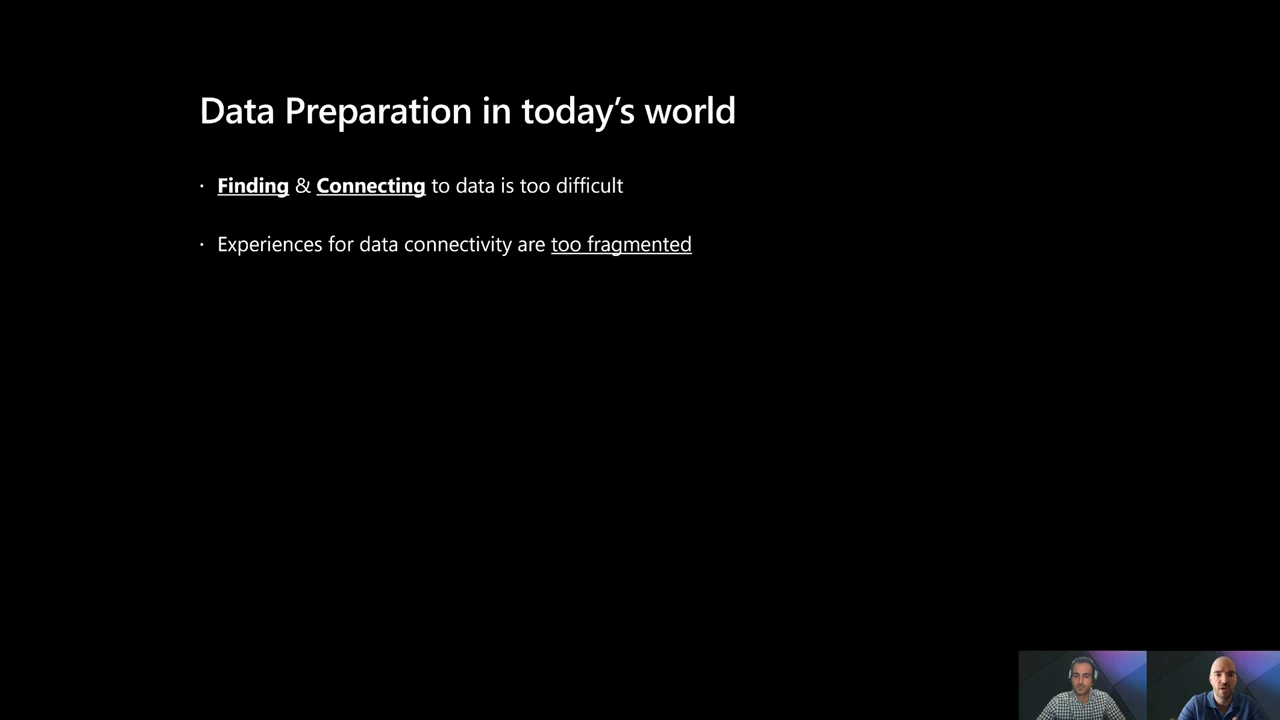 Data Preparation in today’s world
· Finding & Connecting to data is too difficult
· Experiences for data connectivity are too fragmented